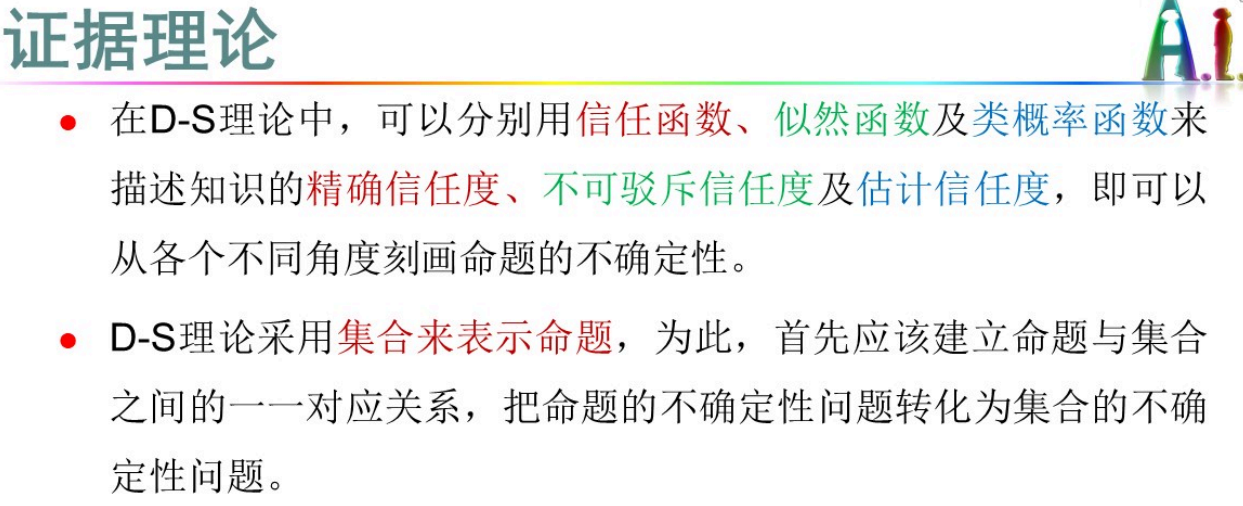 证据理论
A.I.
在D-S理论中，可以分别用信任函数、似然函数及类概率函数来
描述知识的精确信任度、不可驳斥信任度及估计信任度，即可以
从各个不同角度刻画命题的不确定性。
D-S理论采用集合来表示命题，为此，首先应该建立命题与集合
之间的一一对应关系，把命题的不确定性问题转化为集合的不确
定性问题。